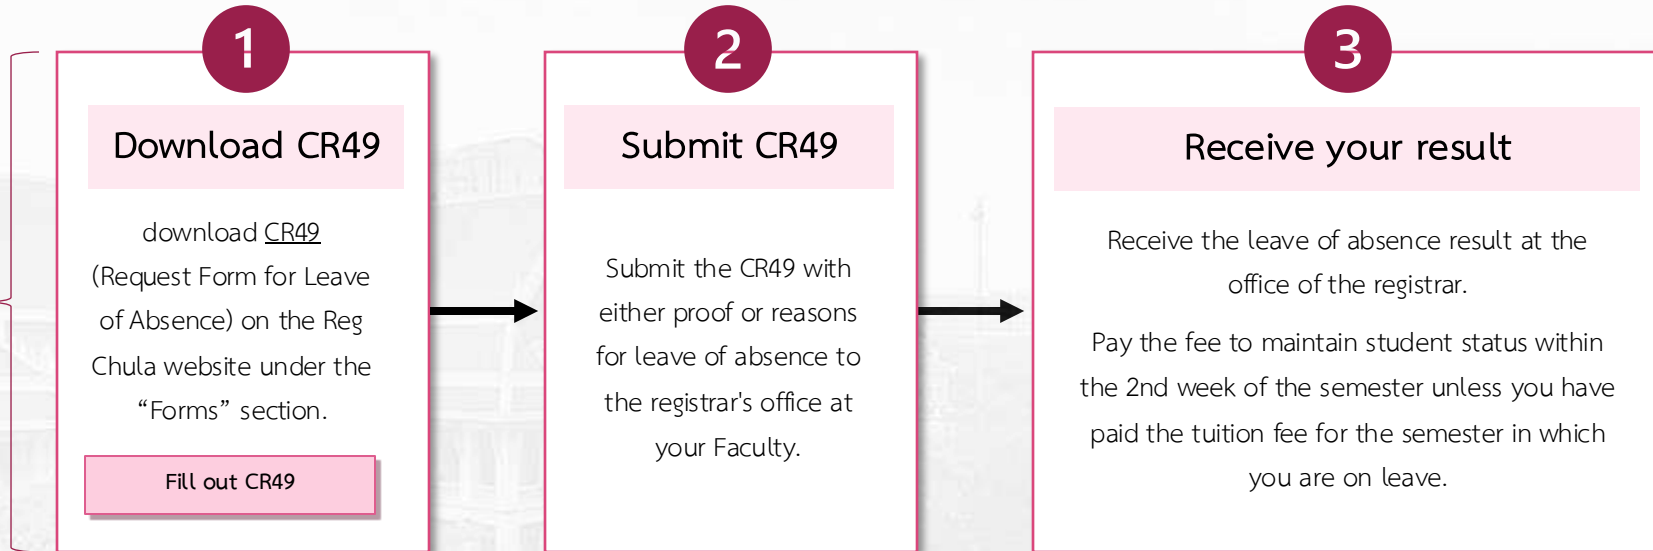 1
Download CR49
download CR49
(Request Form for Leave
of Absence) on the Reg
Chula website under the
“Forms” section.
Fill out CR49
2
Submit CR49
Submit the CR49 with
either proof or reasons
for leave of absence to
the registrar's office at
your Faculty.
3
Receive your result
Receive the leave of absence result at the
office of the registrar.
Pay the fee to maintain student status within
the 2nd week of the semester unless you have
paid the tuition fee for the semester in which
you are on leave.